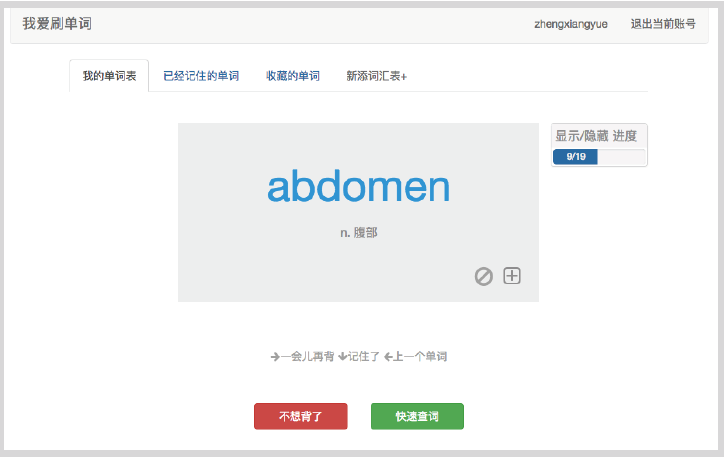 我爱刷单词 zhengxiangyue 退出当前账号
我的单词表 已经记住的单词 收藏的单词 新添词汇表+
显示/隐藏 进度
9/19
abdomen
n. 腹部
→一会儿再背 ↓记住了 ←上一个单词
不想背了 快速查词